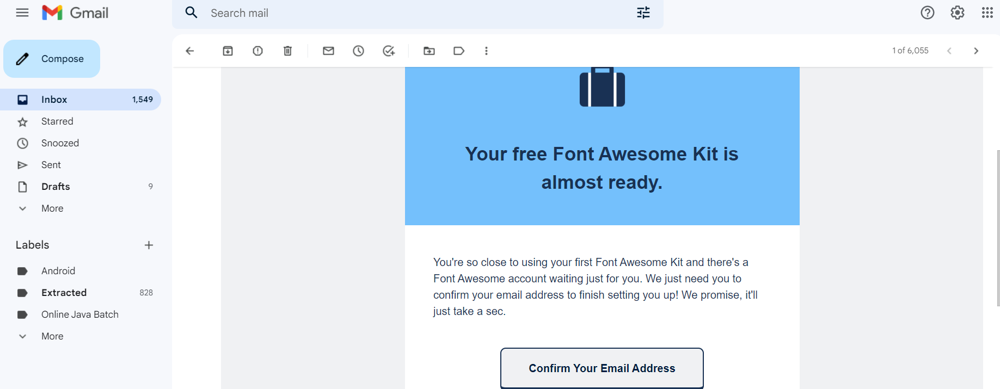 Gmail
Search mail
Compose
1 of 6,055
Inbox 1,549
Starred
Snoozed
Sent
Drafts 9
More
Labels
Android
Extracted 828
Online Java Batch
More
Your free Font Awesome Kit is
almost ready.
You're so close to using your first Font Awesome Kit and there's a
Font Awesome account waiting just for you. We just need you to
confirm your email address to finish setting you up! We promise, it'll
just take a sec.
Confirm Your Email Address